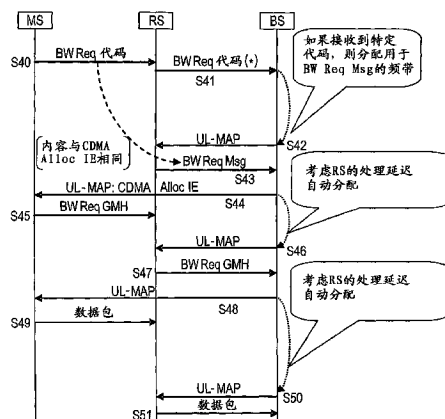 MS RS BS
S40
BW Req 代码
BW Req 代码(*)
S41
如果接收到特定
代码，则分配用于
BW Req Msg的频带
UL-MAP
S42
内容与CDMA
Alloc IE相同
BW Req Msg
S43
UL-MAP: CDMA Alloc IE
S44
考虑RS的处理延迟
自动分配
S45
BW Req GMH
UL-MAP
S46
S47
BW Req GMH
UL-MAP
S48
考虑RS的处理延迟
自动分配
S49
数据包
UL-MAP
S50
数据包
S51